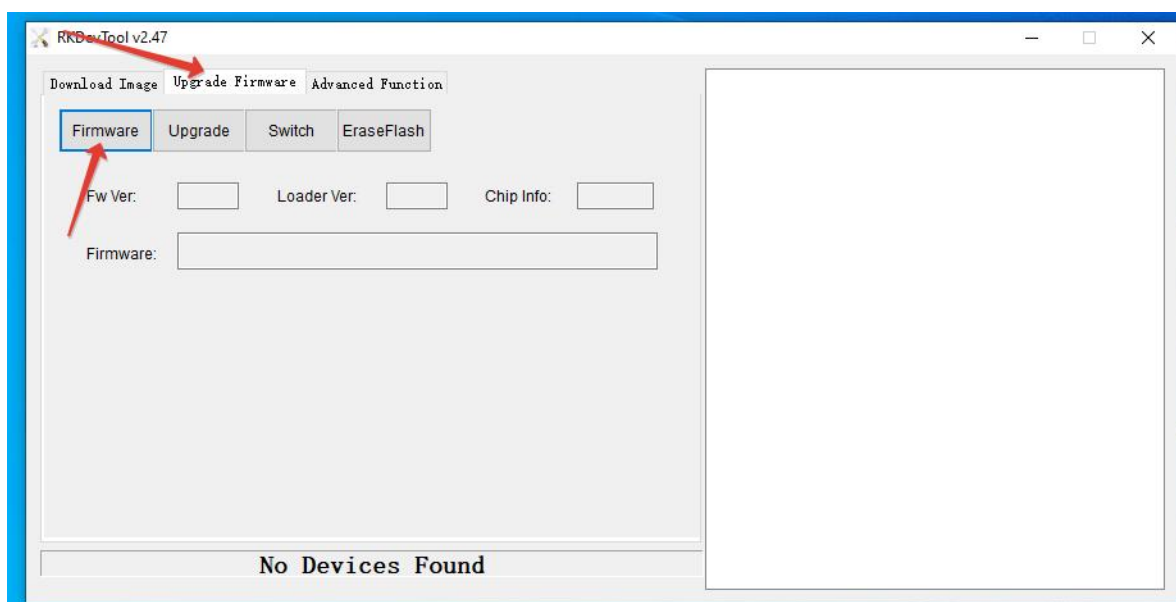 RKDevTool v2.47
Download Image Upgrade Firmware Advanced Function
Firmware Upgrade Switch EraseFlash
Fw Ver: Loader Ver: Chip Info:
Firmware:
No Devices Found